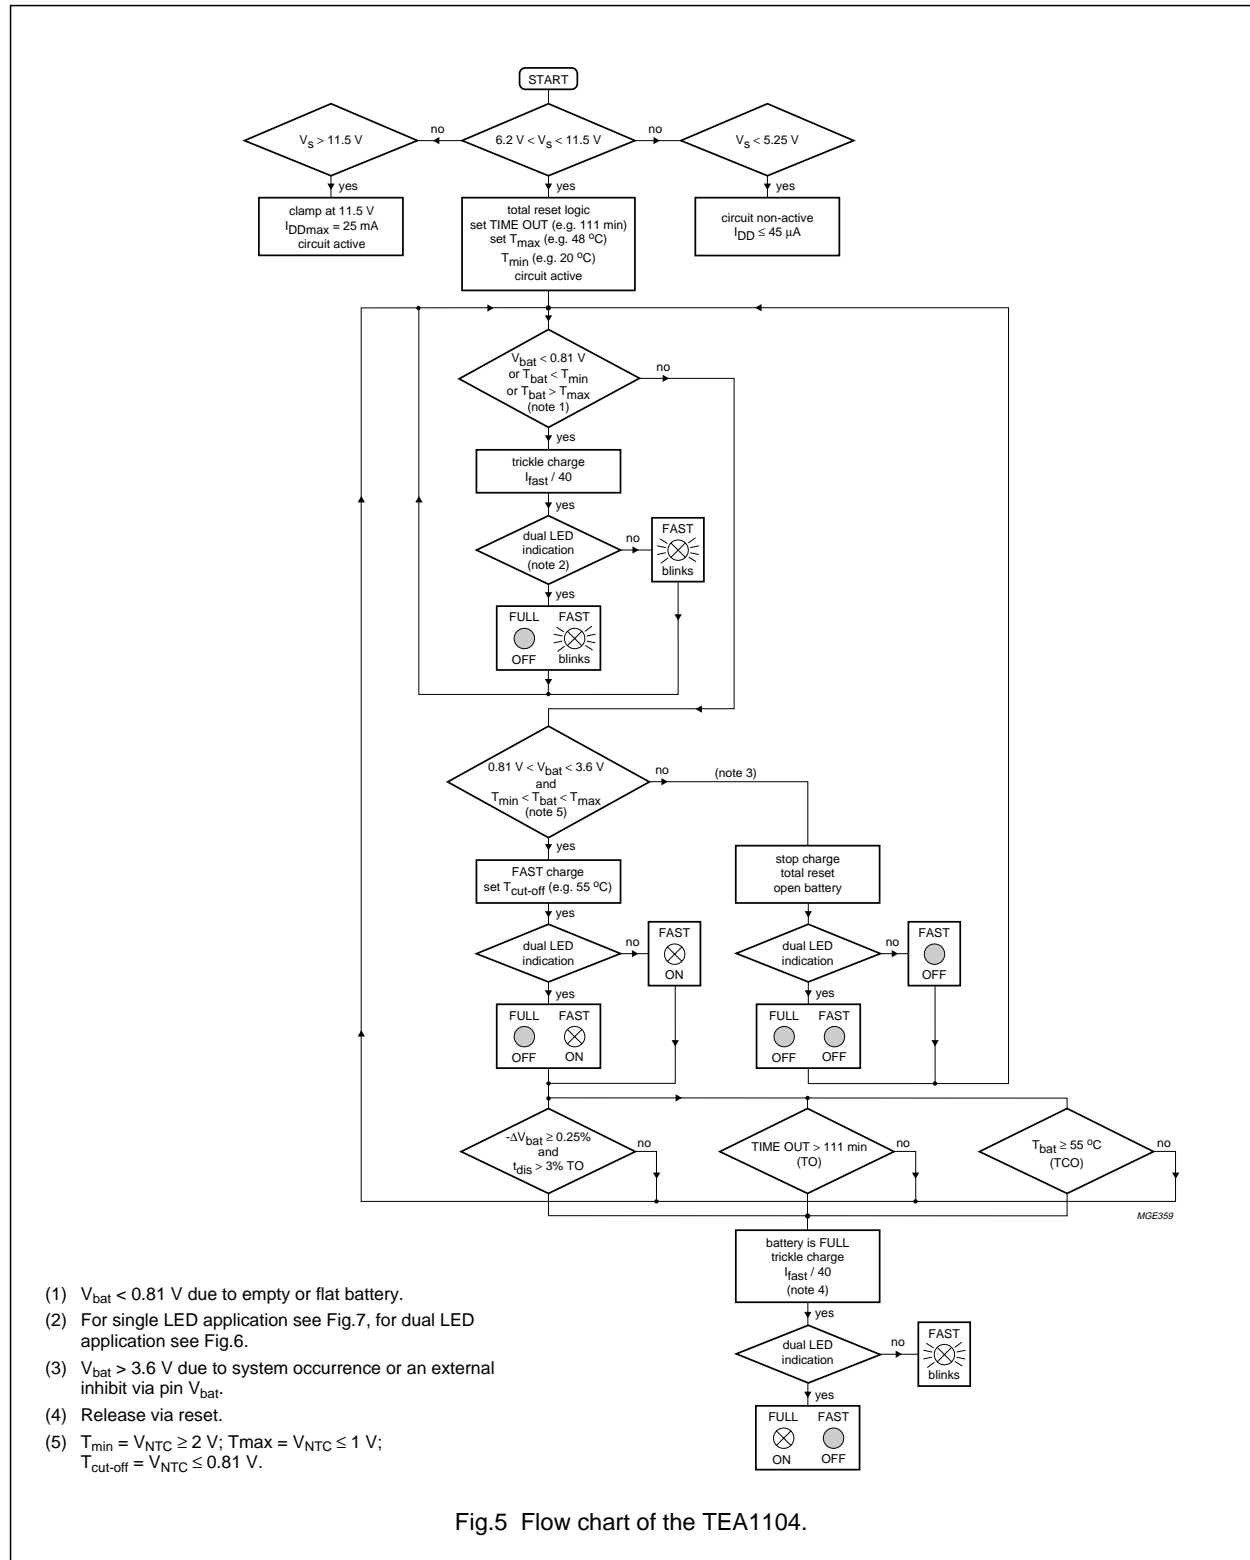 START
V_s > 11.5 V
no
6.2 V < V_s < 11.5 V
no
V_s < 5.25 V
yes
yes
yes
clamp at 11.5 V
I_DDmax = 25 mA
circuit active
total reset logic
set TIME OUT (e.g. 111 min)
set T_max (e.g. 48 °C)
T_min (e.g. 20 °C)
circuit active
circuit non-active
I_DD ≤ 45 µA
V_bat < 0.81 V
or T_bat < T_min
or T_bat > T_max
(note 1)
no
yes
trickle charge
I_fast / 40
yes
dual LED
indication
(note 2)
no
FAST
blinks
yes
FULL FAST
OFF blinks
0.81 V < V_bat < 3.6 V
and
T_min < T_bat < T_max
(note 5)
no
(note 3)
yes
FAST charge
set T_cut-off (e.g. 55 °C)
yes
stop charge
total reset
open battery
dual LED
indication
no
FAST
ON
yes
FULL FAST
OFF ON
dual LED
indication
no
FAST
OFF
yes
FULL FAST
OFF OFF
-ΔV_bat ≥ 0.25%
and
t_dis > 3% TO
no
TIME OUT > 111 min
(TO)
no
T_bat ≥ 55 °C
(TCO)
no
MGE359
battery is FULL
trickle charge
I_fast / 40
(note 4)
yes
dual LED
indication
no
FAST
blinks
yes
FULL FAST
ON OFF
(1) V_bat < 0.81 V due to empty or flat battery.
(2) For single LED application see Fig.7, for dual LED
application see Fig.6.
(3) V_bat > 3.6 V due to system occurrence or an external
inhibit via pin V_bat.
(4) Release via reset.
(5) T_min = V_NTC ≥ 2 V; Tmax = V_NTC ≤ 1 V;
T_cut-off = V_NTC ≤ 0.81 V.
Fig.5 Flow chart of the TEA1104.